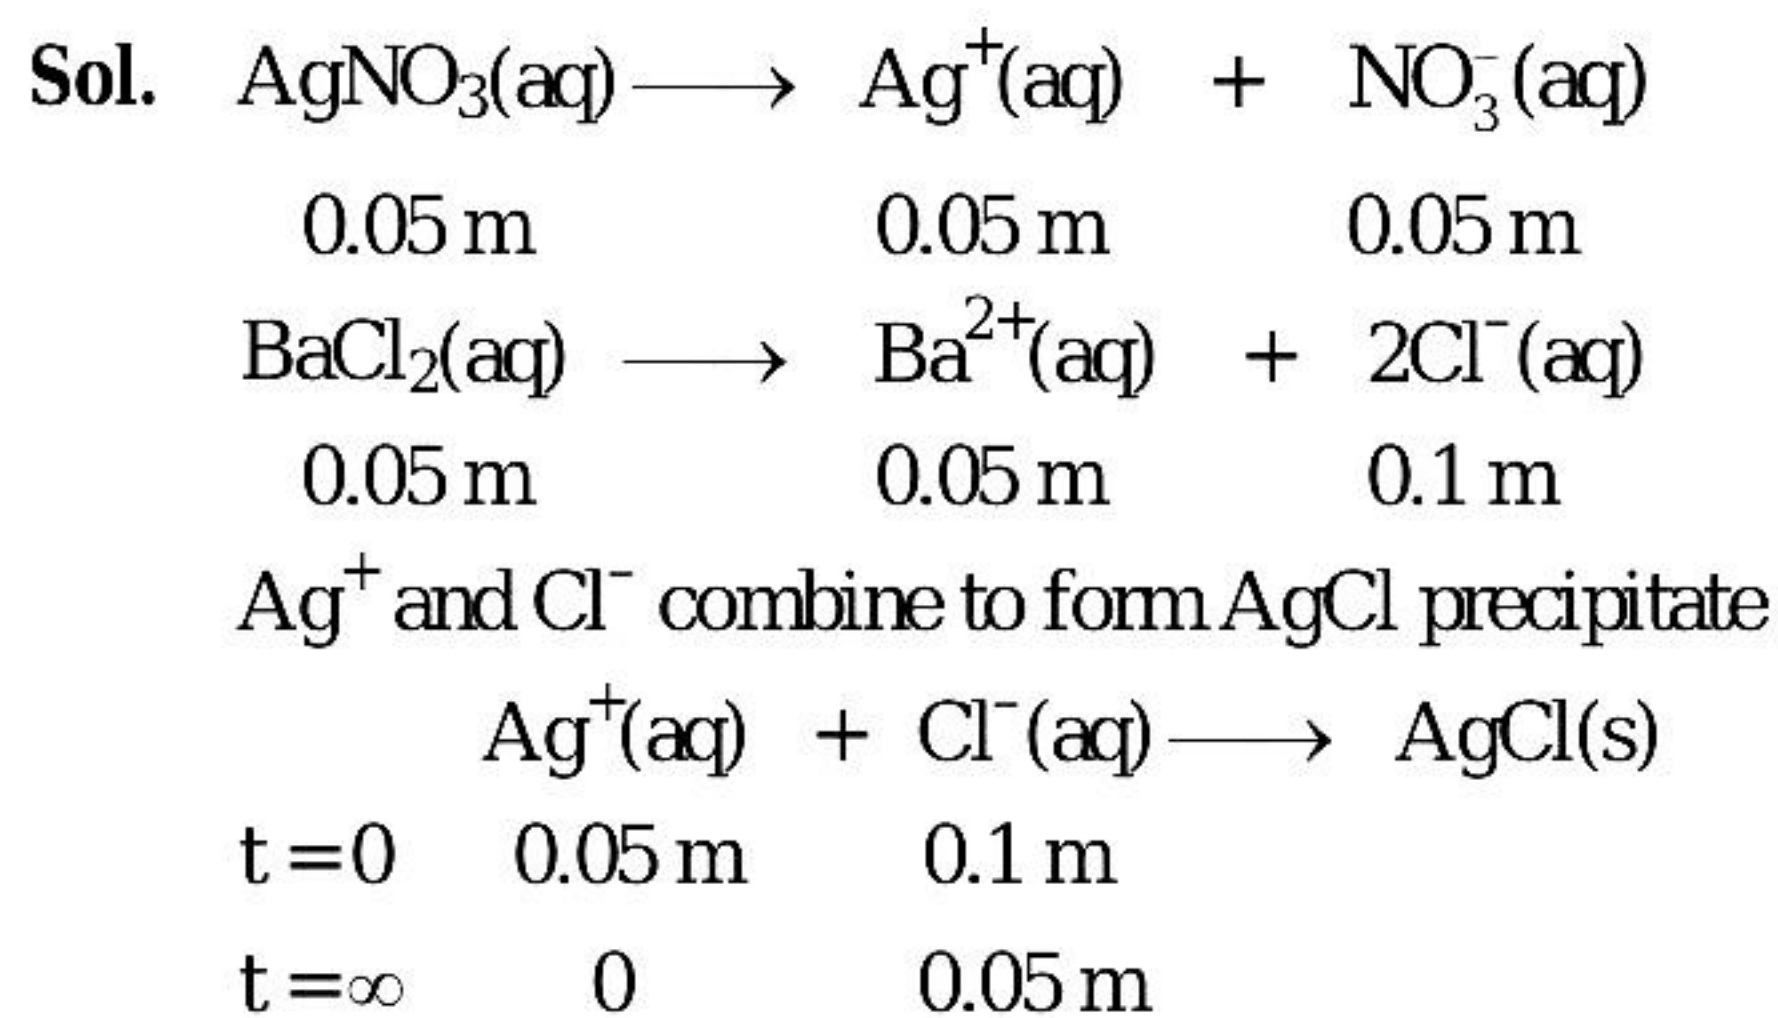 Sol. AgNO₃(aq) ⟶ Ag⁺(aq) + NO₃⁻(aq)
0.05 m 0.05 m 0.05 m
BaCl₂(aq) ⟶ Ba²⁺(aq) + 2Cl⁻(aq)
0.05 m 0.05 m 0.1 m
Ag⁺ and Cl⁻ combine to form AgCl precipitate
Ag⁺(aq) + Cl⁻(aq) ⟶ AgCl(s)
t = 0 0.05 m 0.1 m
t = ∞ 0 0.05 m